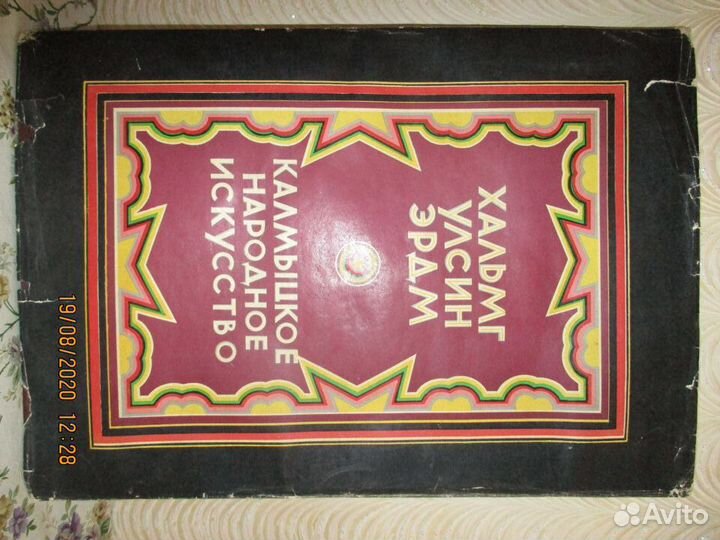 ХАЛЬМГ
УЛСИН
ЭРДМ
КАЛМЫЦКОЕ
НАРОДНОЕ
ИСКУССТВО
19/08/2020 12:28
Avito